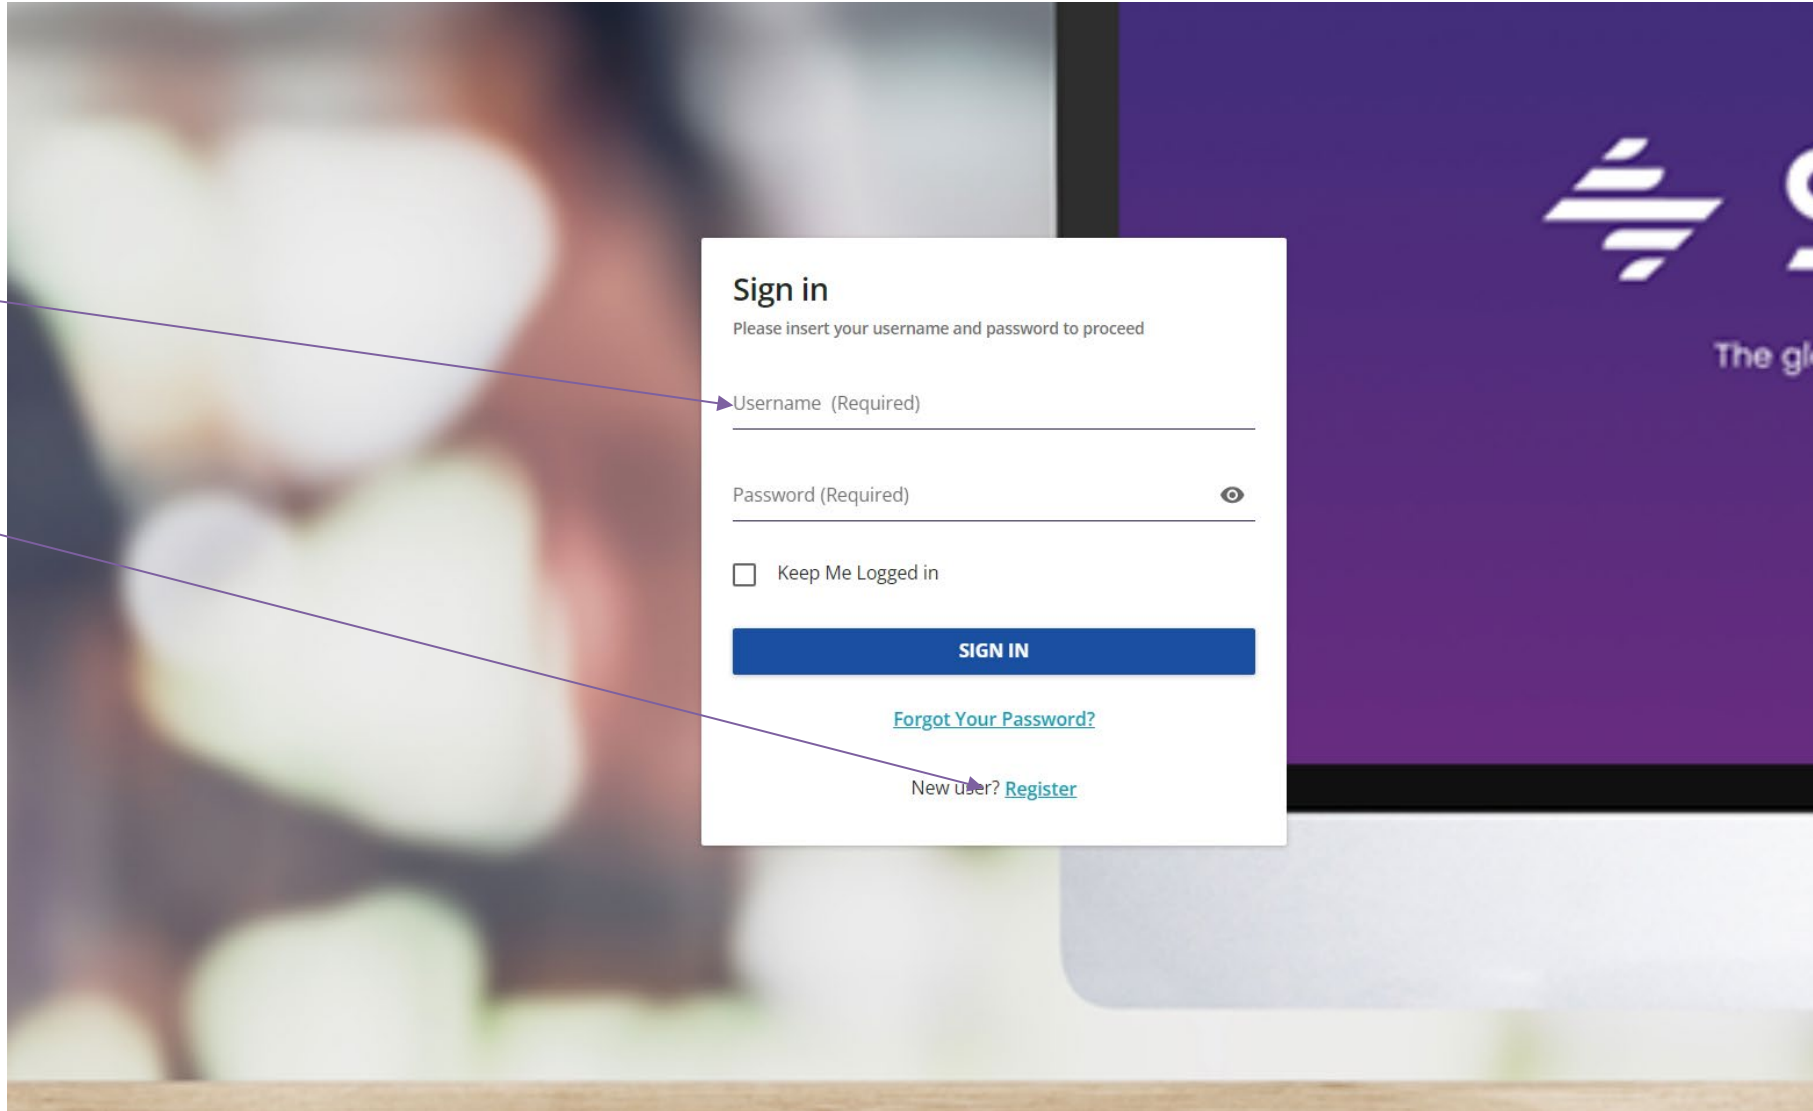 Sign in
Please insert your username and password to proceed
Username (Required)
Password (Required)
Keep Me Logged in
SIGN IN
Forgot Your Password?
New user? Register
The